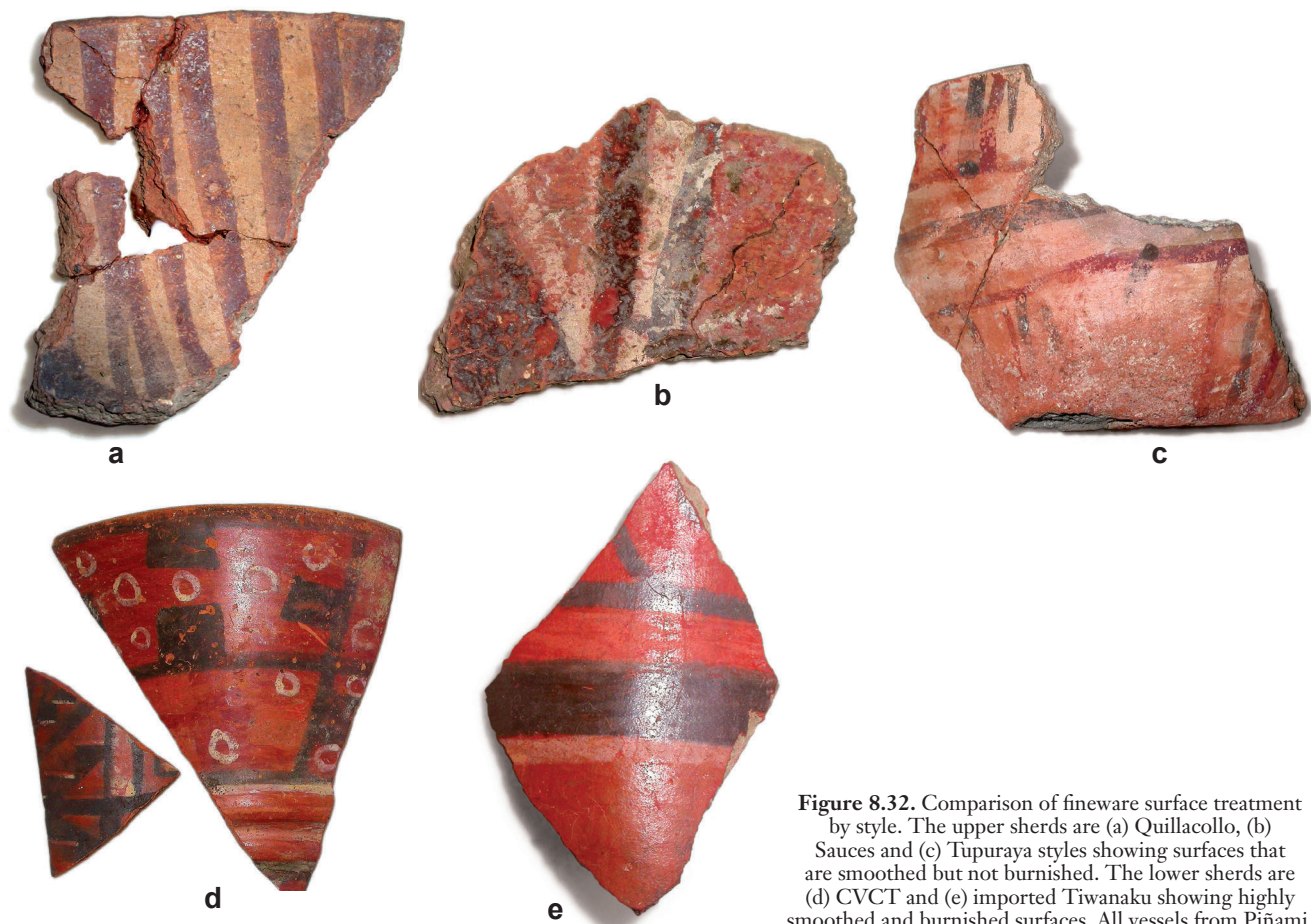 a
b
c
d
e
Figure 8.32. Comparison of fineware surface treatment
by style. The upper sherds are (a) Quillacollo, (b)
Sauces and (c) Tupuraya styles showing surfaces that
are smoothed but not burnished. The lower sherds are
(d) CVCT and (e) imported Tiwanaku showing highly
smoothed and burnished surfaces. All vessels from Piñami.